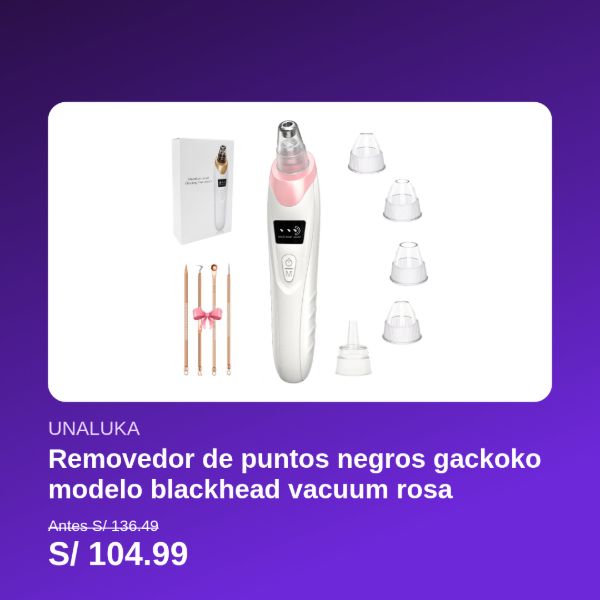 UNALUKA
Removedor de puntos negros gackoko
modelo blackhead vacuum rosa
Antes S/ 136.49
S/ 104.99
M